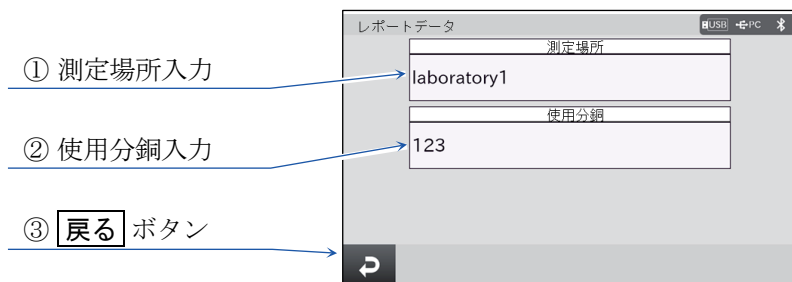 レポートデータ
USB PC
測定場所
① 測定場所入力
laboratory1
使用分銅
② 使用分銅入力
123
③ 戻る ボタン